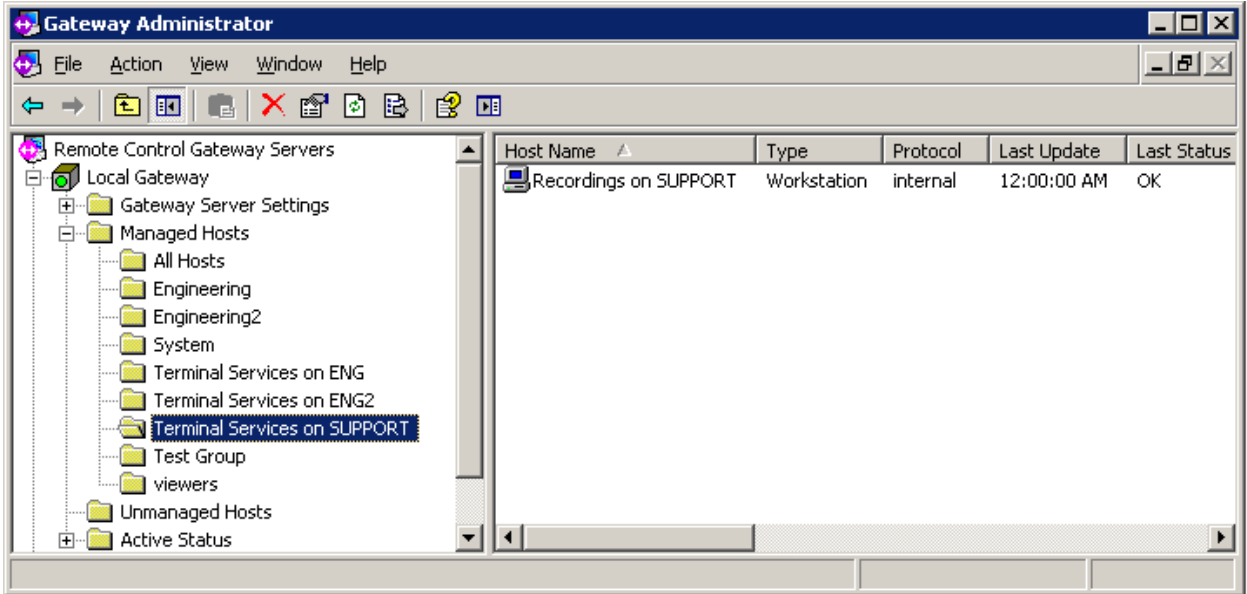 Gateway Administrator
File Action View Window Help
Remote Control Gateway Servers
Local Gateway
Gateway Server Settings
Managed Hosts
All Hosts
Engineering
Engineering2
System
Terminal Services on ENG
Terminal Services on ENG2
Terminal Services on SUPPORT
Test Group
viewers
Unmanaged Hosts
Active Status
Host Name Type Protocol Last Update Last Status
Recordings on SUPPORT Workstation internal 12:00:00 AM OK